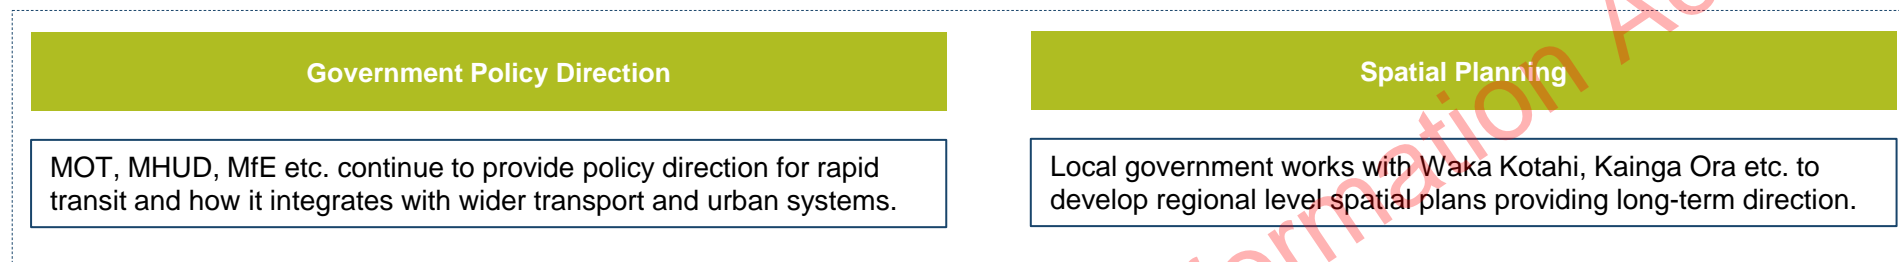 Government Policy Direction
MOT, MHUD, MfE etc. continue to provide policy direction for rapid
transit and how it integrates with wider transport and urban systems.
Spatial Planning
Local government works with Waka Kotahi, Kainga Ora etc. to
develop regional level spatial plans providing long-term direction.